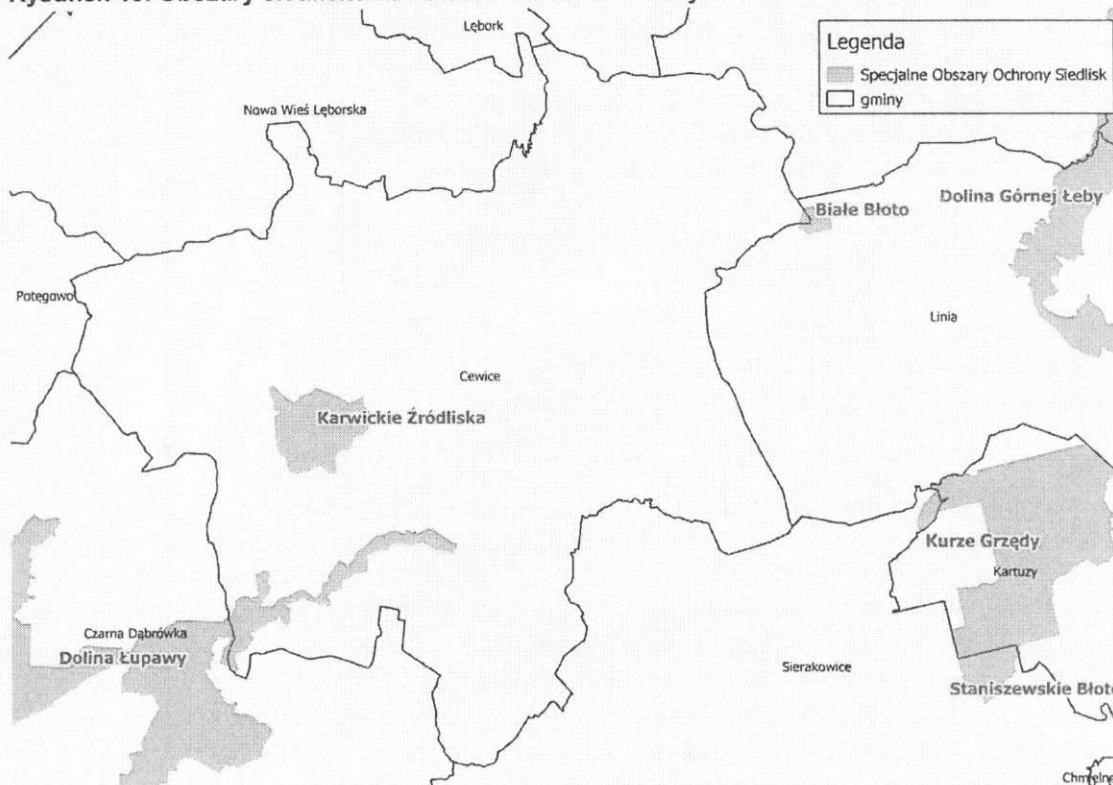 Lębork
Legenda
Specjalne Obszary Ochrony Siedlisk
gminy
Nowa Wieś Lęborska
Dolina Górnej Łeby
Białe Błoto
Potęgowo
Linia
Cewice
Karwickie Źródliska
Kurze Grzędy
Kartuzy
Czarna Dąbrówka
Dolina Łupawy
Sierakowice
Staniszewskie Błoto